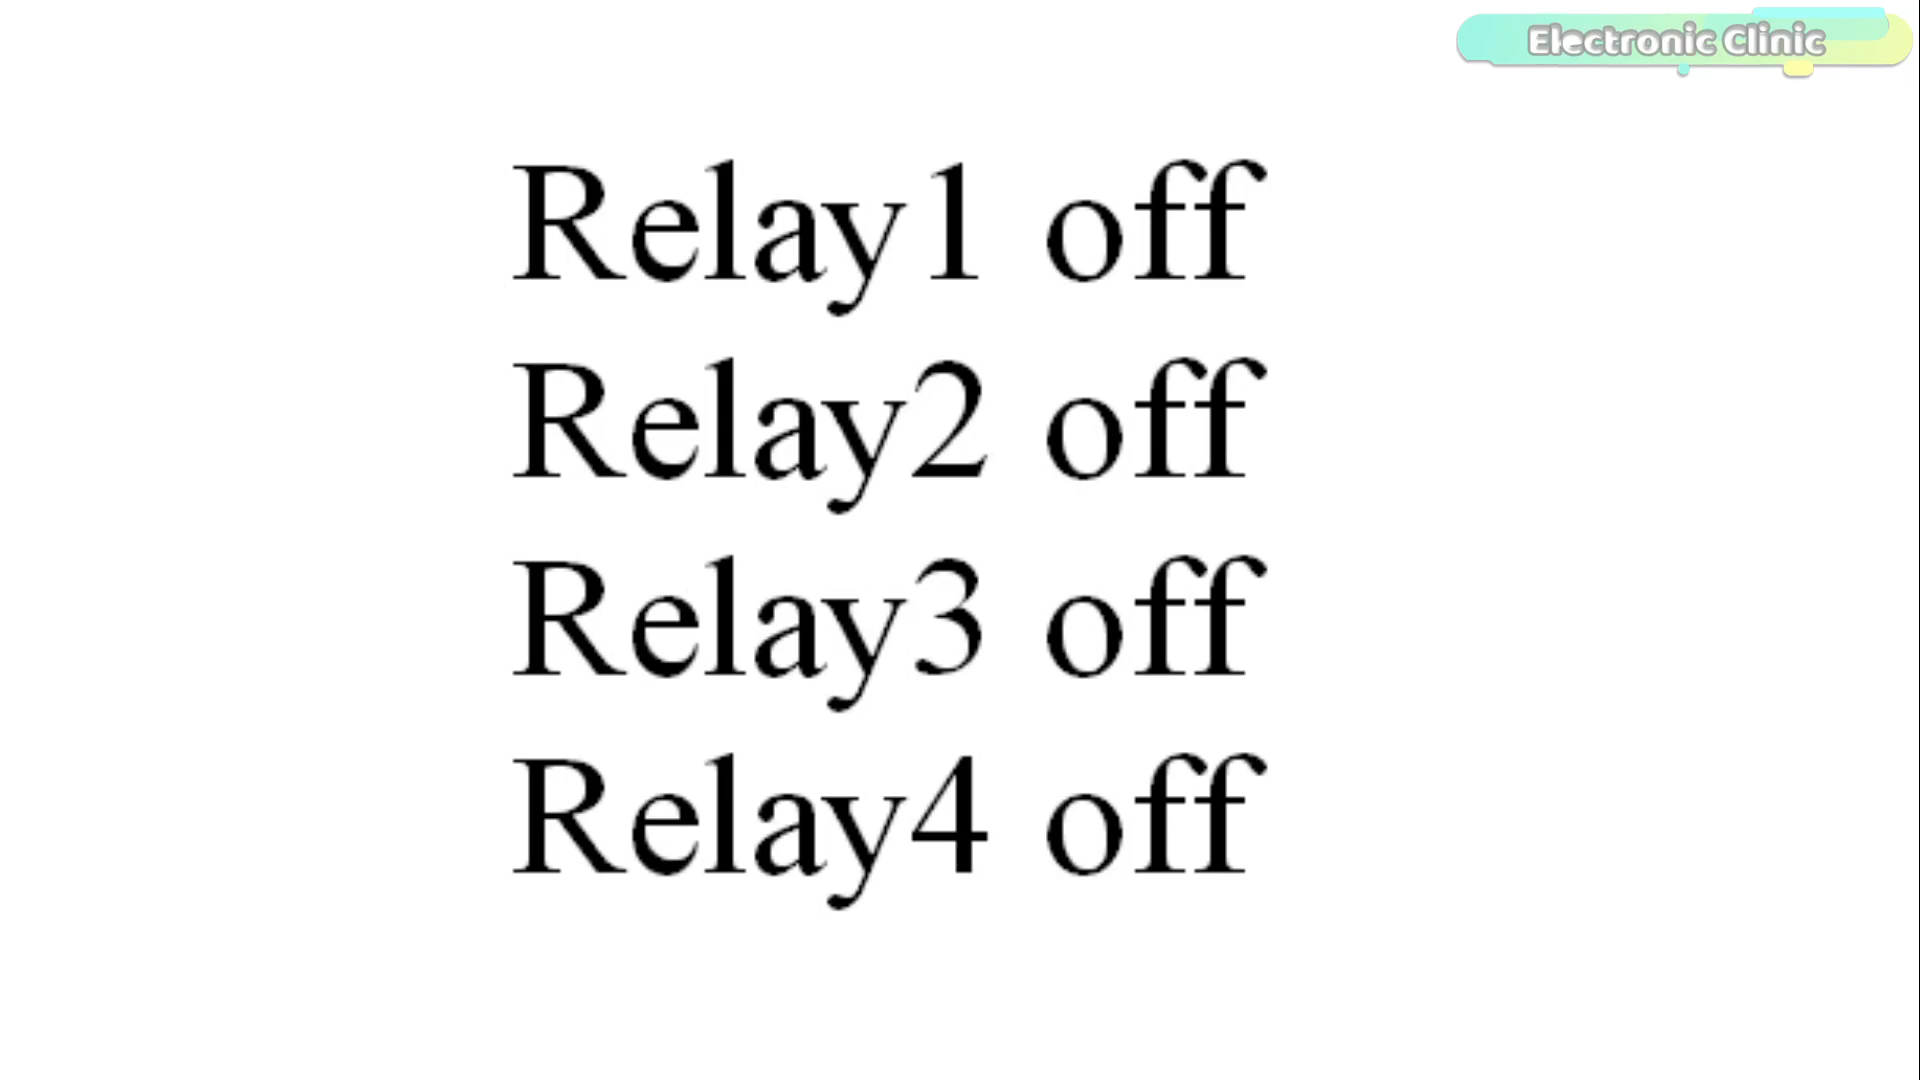 Electronic Clinic
Relay1 off
Relay2 off
Relay3 off
Relay4 off